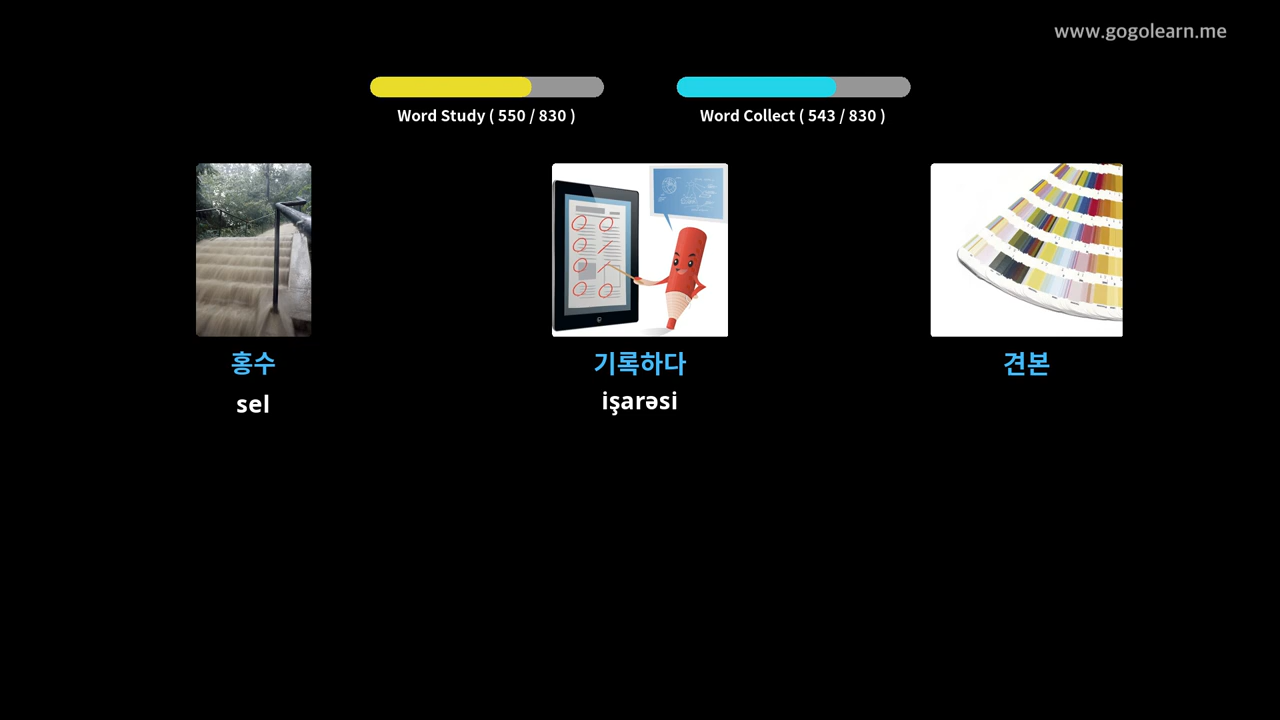 www.gogolearn.me
Word Study ( 550 / 830 )
Word Collect ( 543 / 830 )
홍수
기록하다
견본
sel
işarəsi